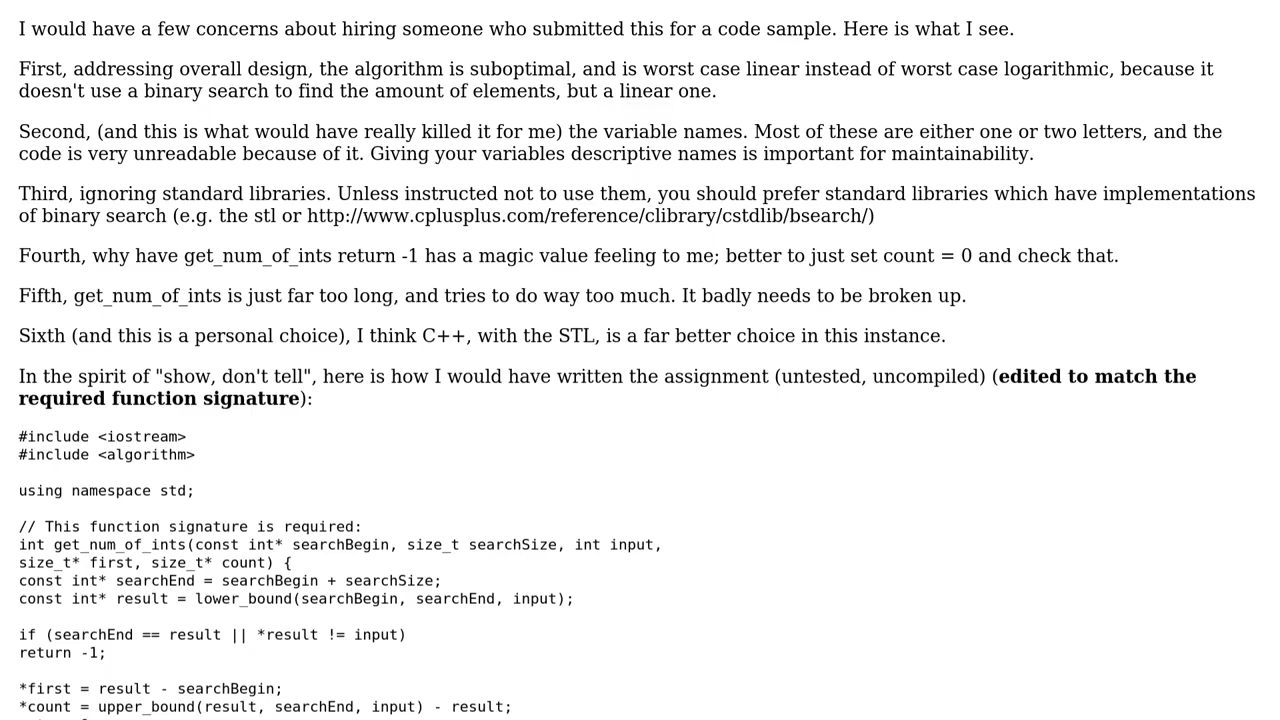 I would have a few concerns about hiring someone who submitted this for a code sample. Here is what I see.
First, addressing overall design, the algorithm is suboptimal, and is worst case linear instead of worst case logarithmic, because it
doesn't use a binary search to find the amount of elements, but a linear one.
Second, (and this is what would have really killed it for me) the variable names. Most of these are either one or two letters, and the
code is very unreadable because of it. Giving your variables descriptive names is important for maintainability.
Third, ignoring standard libraries. Unless instructed not to use them, you should prefer standard libraries which have implementations
of binary search (e.g. the stl or http://www.cplusplus.com/reference/clibrary/cstdlib/bsearch/)
Fourth, why have get_num_of_ints return -1 has a magic value feeling to me; better to just set count = 0 and check that.
Fifth, get_num_of_ints is just far too long, and tries to do way too much. It badly needs to be broken up.
Sixth (and this is a personal choice), I think C++, with the STL, is a far better choice in this instance.
In the spirit of "show, don't tell", here is how I would have written the assignment (untested, uncompiled) (edited to match the
required function signature):
#include <iostream>
#include <algorithm>
using namespace std;
// This function signature is required:
int get_num_of_ints(const int* searchBegin, size_t searchSize, int input,
size_t* first, size_t* count) {
const int* searchEnd = searchBegin + searchSize;
const int* result = lower_bound(searchBegin, searchEnd, input);
if (searchEnd == result || *result != input)
return -1;
*first = result - searchBegin;
*count = upper_bound(result, searchEnd, input) - result;